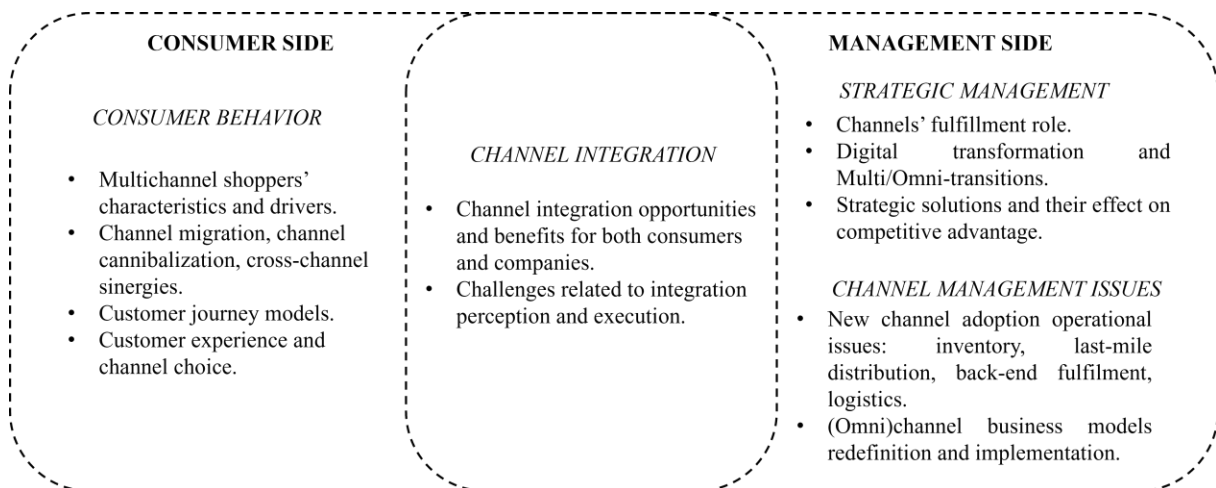 CONSUMER SIDE
CONSUMER BEHAVIOR
• Multichannel shoppers’
characteristics and drivers.
• Channel migration, channel
cannibalization, cross-channel
sinergies.
• Customer journey models.
• Customer experience and
channel choice.
CHANNEL INTEGRATION
• Channel integration opportunities
and benefits for both consumers
and companies.
• Challenges related to integration
perception and execution.
MANAGEMENT SIDE
STRATEGIC MANAGEMENT
• Channels’ fulfillment role.
• Digital transformation and
Multi/Omni-transitions.
• Strategic solutions and their effect on
competitive advantage.
CHANNEL MANAGEMENT ISSUES
• New channel adoption operational
issues: inventory, last-mile
distribution, back-end fulfilment,
logistics.
• (Omni)channel business models
redefinition and implementation.